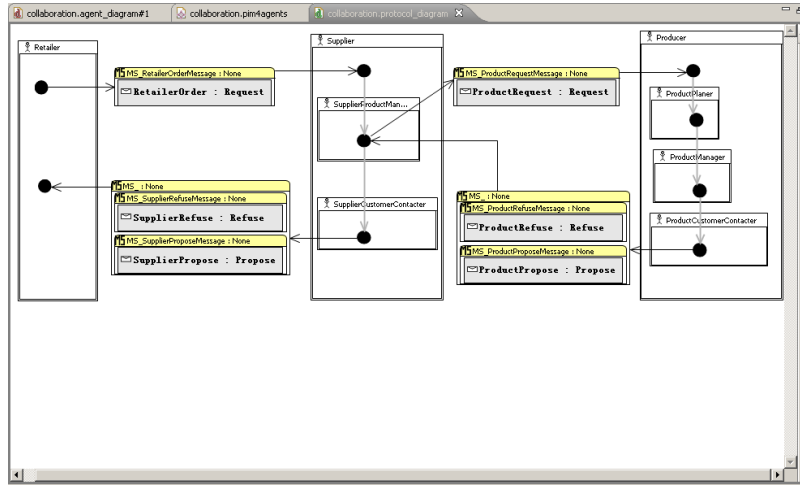 collaboration.agent_diagram#1
collaboration.pim4agents
collaboration.protocol_diagram
Retailer
Supplier
Producer
MS_RetailerOrderMessage : None
RetailerOrder : Request
MS_ProductRequestMessage : None
ProductRequest : Request
SupplierProductMan...
ProductPlaner
ProductManager
MS_ : None
MS_SupplierRefuseMessage : None
SupplierRefuse : Refuse
MS_SupplierProposeMessage : None
SupplierPropose : Propose
SupplierCustomerContacter
MS_ : None
MS_ProductRefuseMessage : None
ProductRefuse : Refuse
MS_ProductProposeMessage : None
ProductPropose : Propose
ProductCustomerContacter